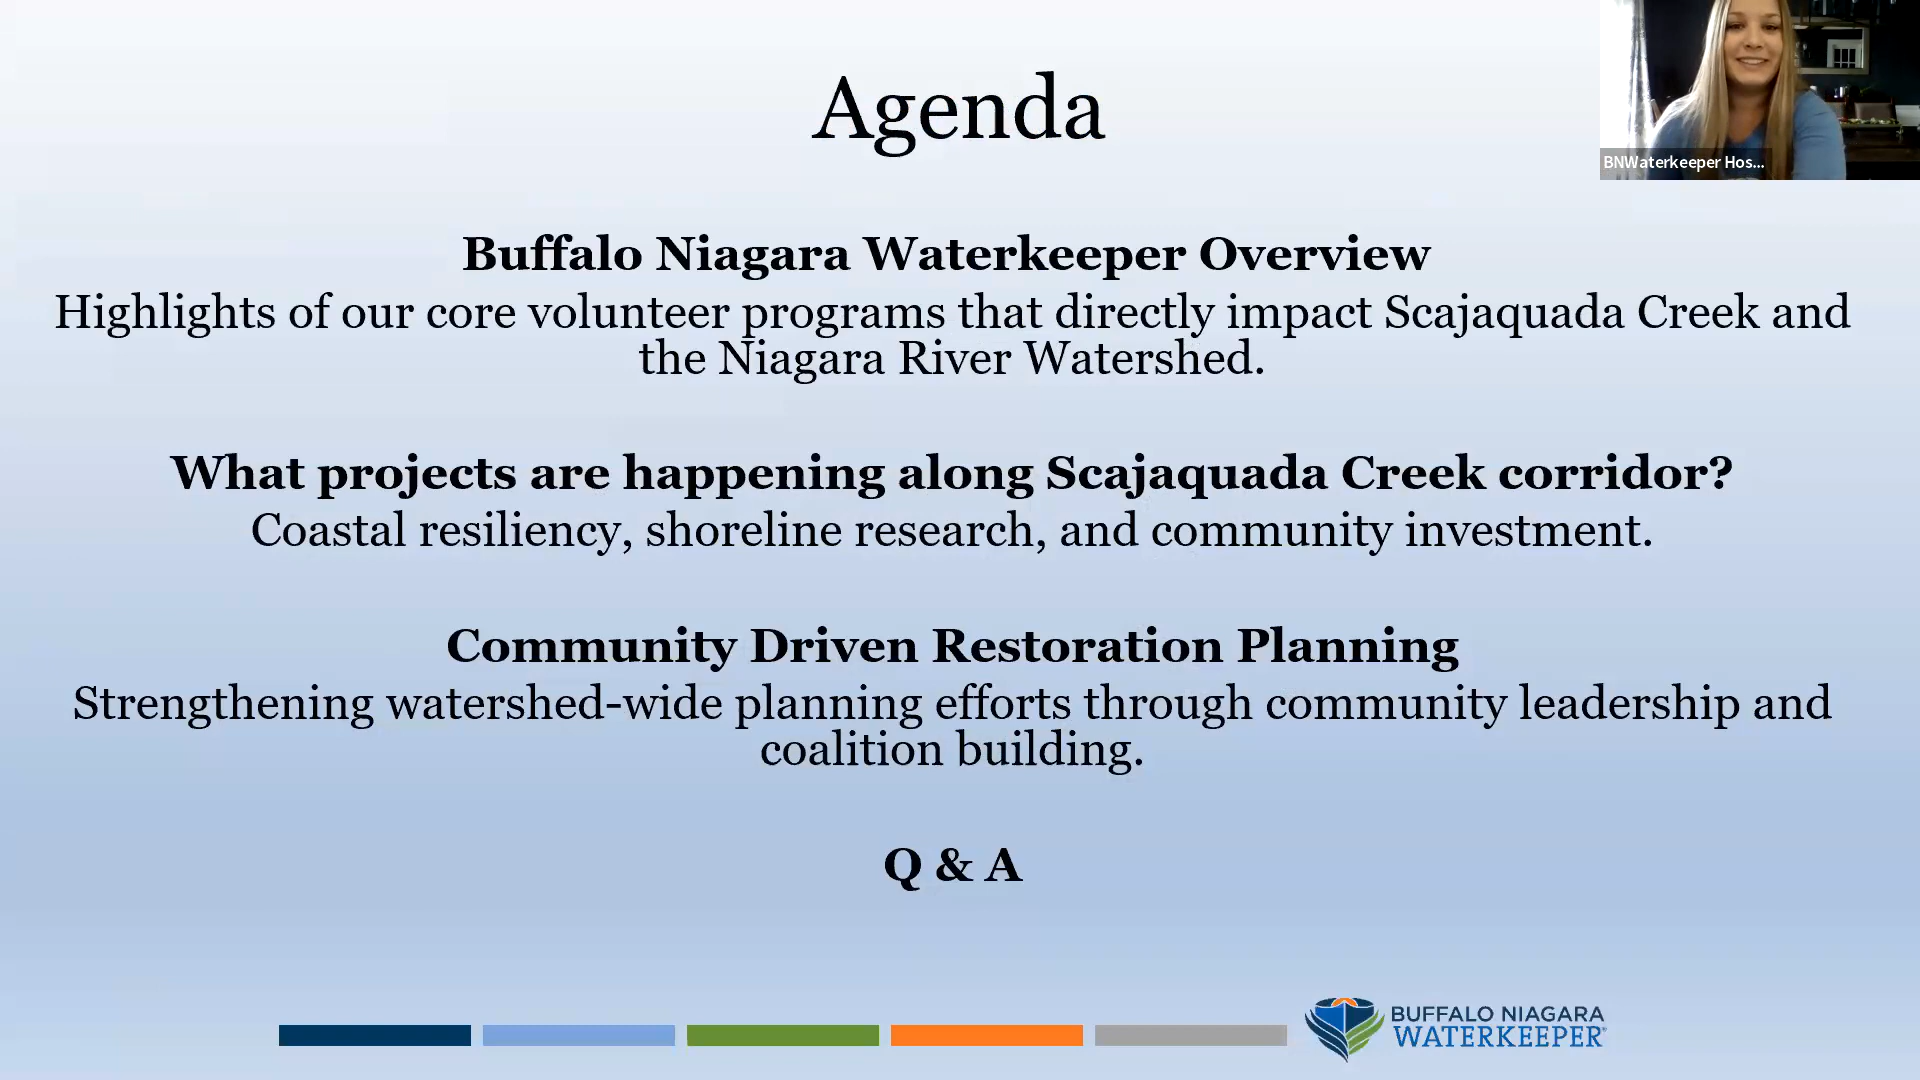 Agenda
BNWaterkeeper Hos...
Buffalo Niagara Waterkeeper Overview
Highlights of our core volunteer programs that directly impact Scajaquada Creek and
the Niagara River Watershed.
What projects are happening along Scajaquada Creek corridor?
Coastal resiliency, shoreline research, and community investment.
Community Driven Restoration Planning
Strengthening watershed-wide planning efforts through community leadership and
coalition building.
Q & A
BUFFALO NIAGARA
WATERKEEPER®